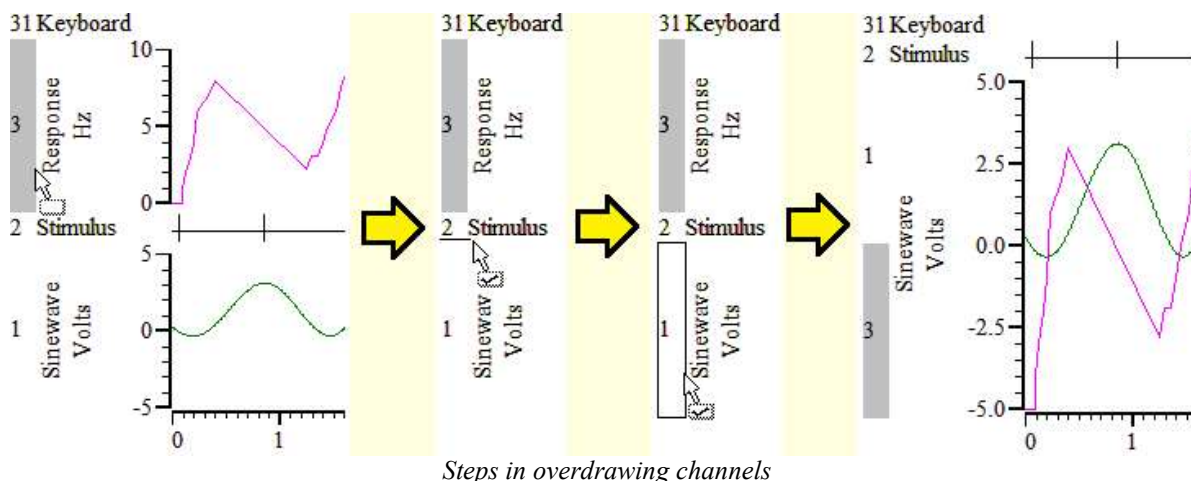 31 Keyboard
10
5
0
3
Response
Hz
2 Stimulus
5
0
-5
1
Sinewave
Volts
0 1
31 Keyboard
3
Response
Hz
2 Stimulus
1
Sinewav
Volts
31 Keyboard
3
Response
Hz
2 Stimulus
1
Sinewave
Volts
31 Keyboard
2 Stimulus
5.0
2.5
0.0
-2.5
-5.0
1
Sinewave
Volts
3
0 1
Steps in overdrawing channels